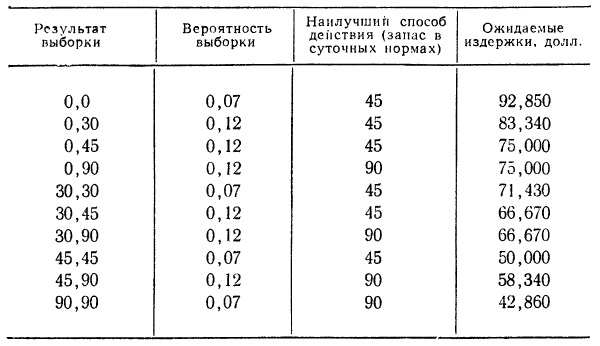 Результат выборки | Вероятность выборки | Наилучший способ действия (запас в суточных нормах) | Ожидаемые издержки, долл.
0,0 | 0,07 | 45 | 92,850
0,30 | 0,12 | 45 | 83,340
0,45 | 0,12 | 45 | 75,000
0,90 | 0,12 | 90 | 75,000
30,30 | 0,07 | 45 | 71,430
30,45 | 0,12 | 45 | 66,670
30,90 | 0,12 | 90 | 66,670
45,45 | 0,07 | 45 | 50,000
45,90 | 0,12 | 90 | 58,340
90,90 | 0,07 | 90 | 42,860